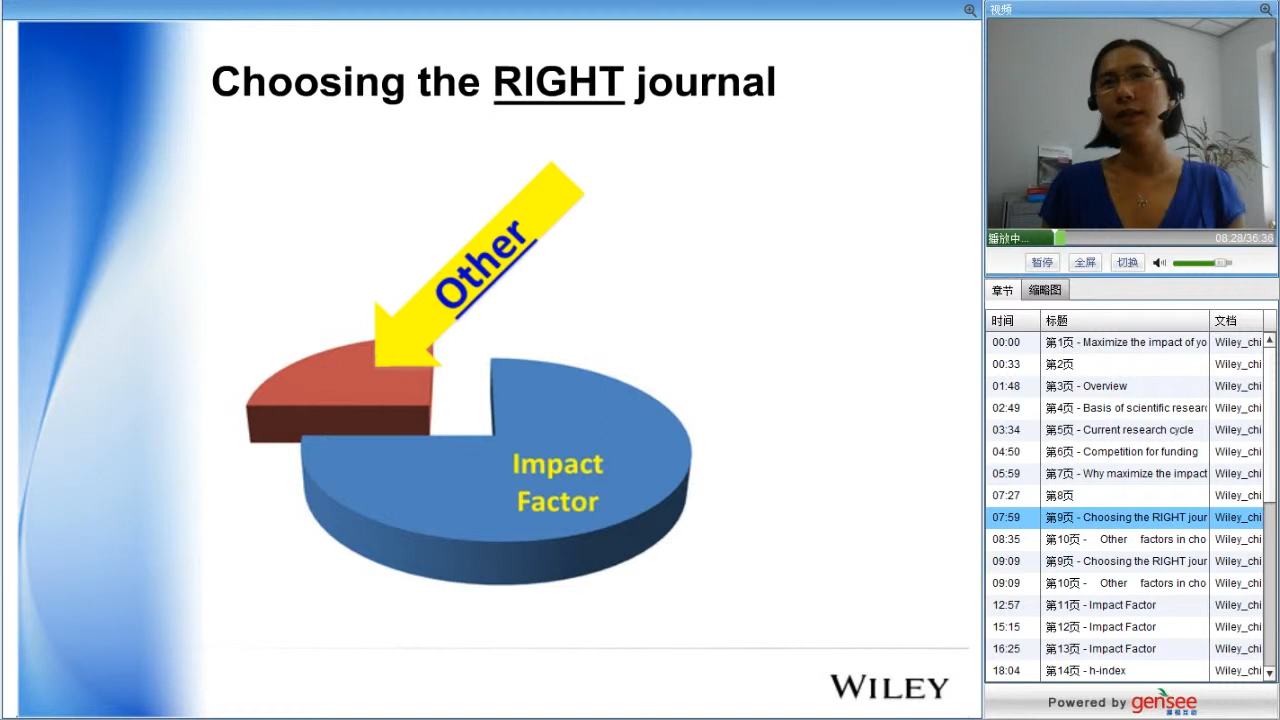 Choosing the RIGHT journal
Other
Impact
Factor
WILEY
视频
播放中...
08:28/36:36
暂停
全屏
切换
章节
缩略图
时间 标题 文档
00:00 第1页 - Maximize the impact of yo Wiley_chi
00:33 第2页 Wiley_chi
01:48 第3页 - Overview Wiley_chi
02:49 第4页 - Basis of scientific researc Wiley_chi
03:34 第5页 - Current research cycle Wiley_chi
04:50 第6页 - Competition for funding Wiley_chi
05:59 第7页 - Why maximize the impact Wiley_chi
07:27 第8页 Wiley_chi
07:59 第9页 - Choosing the RIGHT jour Wiley_chi
08:35 第10页 - Other factors in cho Wiley_chi
09:09 第9页 - Choosing the RIGHT jour Wiley_chi
09:09 第10页 - Other factors in cho Wiley_chi
12:57 第11页 - Impact Factor Wiley_chi
15:15 第12页 - Impact Factor Wiley_chi
16:25 第13页 - Impact Factor Wiley_chi
18:04 第14页 - h-index Wiley_chi
Powered by gensee